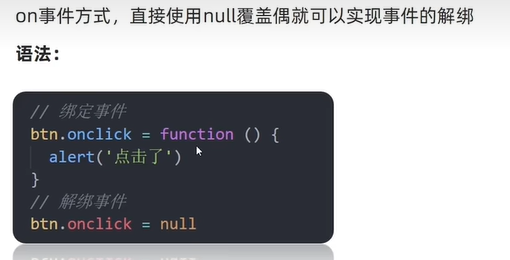 on事件方式，直接使用null覆盖偶就可以实现事件的解绑
语法：
// 绑定事件
btn.onclick = function () {
  alert('点击了')
}
// 解绑事件
btn.onclick = null